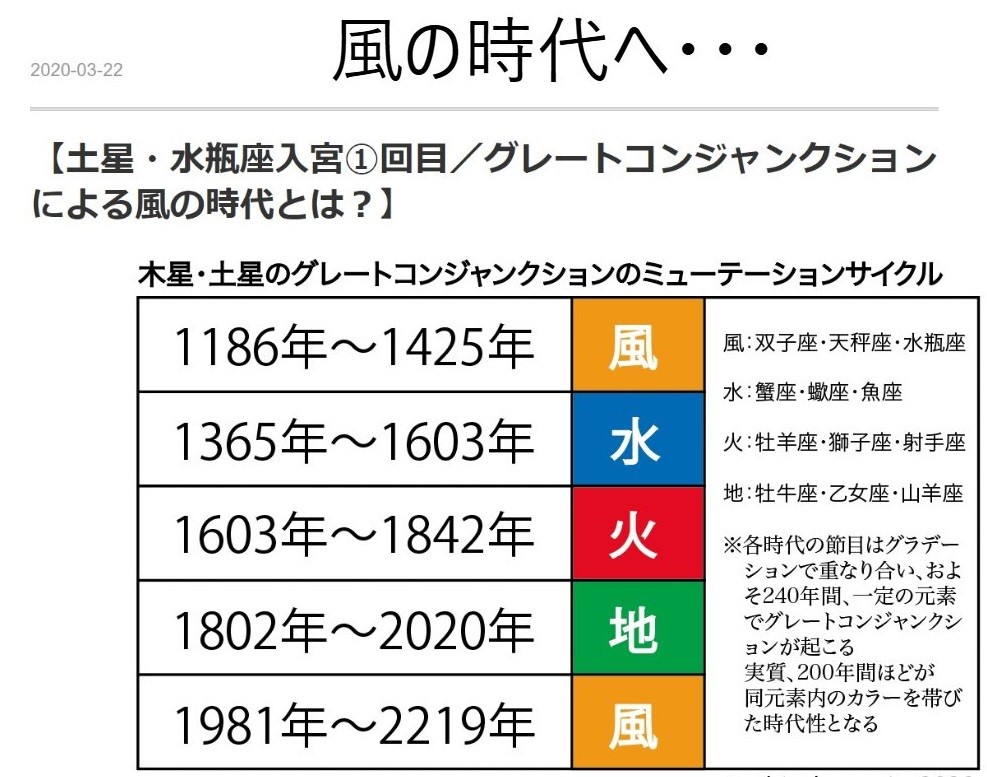 風の時代へ・・・
2020-03-22
【土星・水瓶座入宮①回目／グレートコンジャンクション
による風の時代とは？】
木星・土星のグレートコンジャンクションのミューテーションサイクル
1186年～1425年 風
1365年～1603年 水
1603年～1842年 火
1802年～2020年 地
1981年～2219年 風
風：双子座・天秤座・水瓶座
水：蟹座・蠍座・魚座
火：牡羊座・獅子座・射手座
地：牡牛座・乙女座・山羊座
※各時代の節目はグラデー
ションで重なり合い、およ
そ240年間、一定の元素
でグレートコンジャンクシ
ョンが起こる
実質、200年間ほどが
同元素内のカラーを帯び
た時代性となる